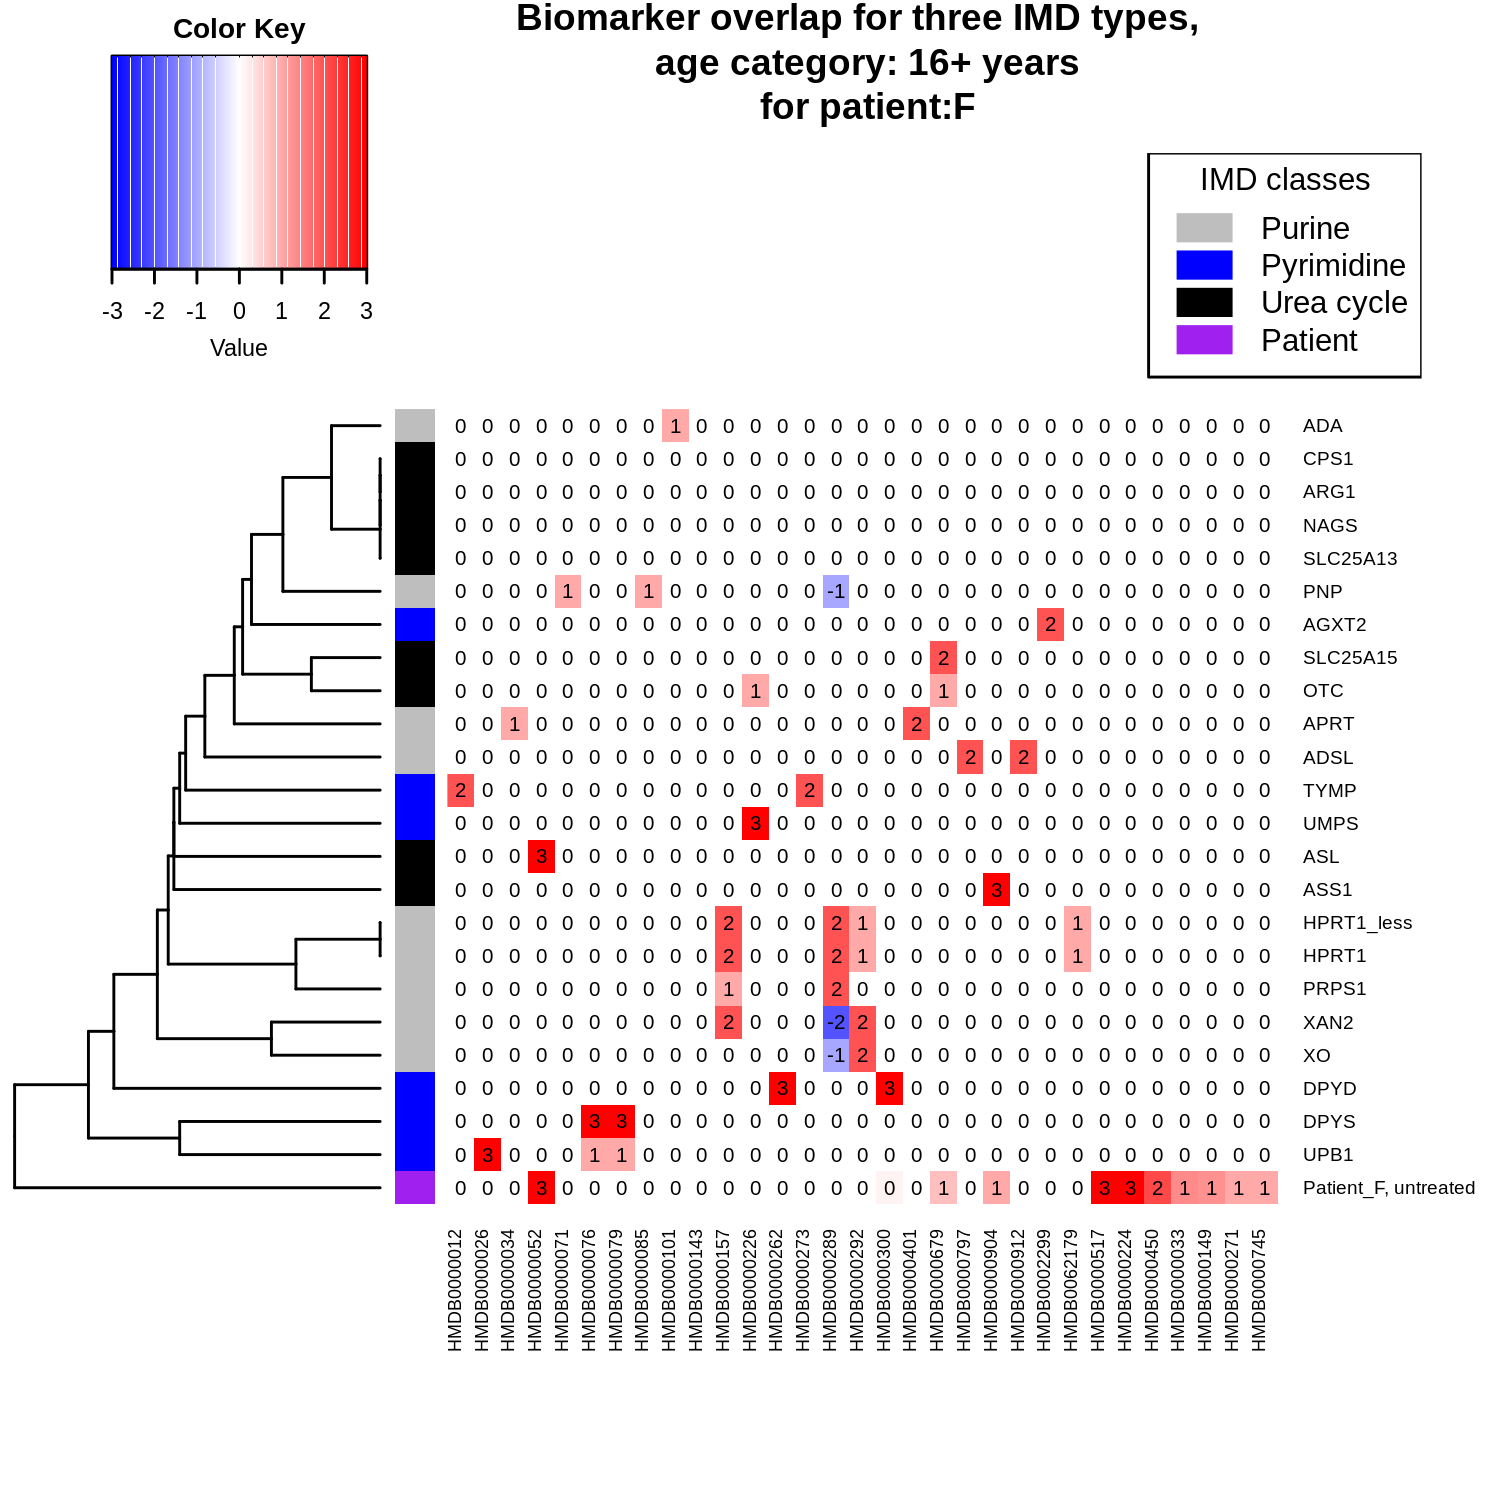 Color Key
-3 -2 -1 0 1 2 3
Value
Biomarker overlap for three IMD types,
age category: 16+ years
for patient:F
IMD classes
Purine
Pyrimidine
Urea cycle
Patient
0 0 0 0 0 0 0 0 1 0 0 0 0 0 0 0 0 0 0 0 0 0 0 0 0 0 0 0 0 0 0 ADA
0 0 0 0 0 0 0 0 0 0 0 0 0 0 0 0 0 0 0 0 0 0 0 0 0 0 0 0 0 0 0 CPS1
0 0 0 0 0 0 0 0 0 0 0 0 0 0 0 0 0 0 0 0 0 0 0 0 0 0 0 0 0 0 0 ARG1
0 0 0 0 0 0 0 0 0 0 0 0 0 0 0 0 0 0 0 0 0 0 0 0 0 0 0 0 0 0 0 NAGS
0 0 0 0 0 0 0 0 0 0 0 0 0 0 0 0 0 0 0 0 0 0 0 0 0 0 0 0 0 0 0 SLC25A13
0 0 0 0 1 0 0 1 0 0 0 0 0 0 -1 0 0 0 0 0 0 0 0 0 0 0 0 0 0 0 0 PNP
0 0 0 0 0 0 0 0 0 0 0 0 0 0 0 0 0 0 0 0 0 0 2 0 0 0 0 0 0 0 0 AGXT2
0 0 0 0 0 0 0 0 0 0 0 0 0 0 0 0 0 0 2 0 0 0 0 0 0 0 0 0 0 0 0 SLC25A15
0 0 0 0 0 0 0 0 0 0 0 1 0 0 0 0 0 0 1 0 0 0 0 0 0 0 0 0 0 0 0 OTC
0 0 1 0 0 0 0 0 0 0 0 0 0 0 0 0 0 2 0 0 0 0 0 0 0 0 0 0 0 0 0 APRT
0 0 0 0 0 0 0 0 0 0 0 0 0 0 0 0 0 0 0 2 0 2 0 0 0 0 0 0 0 0 0 ADSL
2 0 0 0 0 0 0 0 0 0 0 0 0 2 0 0 0 0 0 0 0 0 0 0 0 0 0 0 0 0 0 TYMP
0 0 0 0 0 0 0 0 0 0 0 3 0 0 0 0 0 0 0 0 0 0 0 0 0 0 0 0 0 0 0 UMPS
0 0 0 3 0 0 0 0 0 0 0 0 0 0 0 0 0 0 0 0 0 0 0 0 0 0 0 0 0 0 0 ASL
0 0 0 0 0 0 0 0 0 0 0 0 0 0 0 0 0 0 0 0 3 0 0 0 0 0 0 0 0 0 0 ASS1
0 0 0 0 0 0 0 0 0 0 2 0 0 0 2 1 0 0 0 0 0 0 0 1 0 0 0 0 0 0 0 HPRT1_less
0 0 0 0 0 0 0 0 0 0 2 0 0 0 2 1 0 0 0 0 0 0 0 1 0 0 0 0 0 0 0 HPRT1
0 0 0 0 0 0 0 0 0 0 1 0 0 0 2 0 0 0 0 0 0 0 0 0 0 0 0 0 0 0 0 PRPS1
0 0 0 0 0 0 0 0 0 0 2 0 0 0 -2 2 0 0 0 0 0 0 0 0 0 0 0 0 0 0 0 XAN2
0 0 0 0 0 0 0 0 0 0 0 0 0 0 -1 2 0 0 0 0 0 0 0 0 0 0 0 0 0 0 0 XO
0 0 0 0 0 0 0 0 0 0 0 0 3 0 0 0 3 0 0 0 0 0 0 0 0 0 0 0 0 0 0 DPYD
0 0 0 0 0 3 3 0 0 0 0 0 0 0 0 0 0 0 0 0 0 0 0 0 0 0 0 0 0 0 0 DPYS
0 3 0 0 0 1 1 0 0 0 0 0 0 0 0 0 0 0 0 0 0 0 0 0 0 0 0 0 0 0 0 UPB1
0 0 0 3 0 0 0 0 0 0 0 0 0 0 0 0 0 0 1 0 1 0 0 0 3 3 2 1 1 1 1 Patient_F, untreated
HMDB0000012
HMDB0000026
HMDB0000034
HMDB0000052
HMDB0000071
HMDB0000076
HMDB0000079
HMDB0000085
HMDB0000101
HMDB0000143
HMDB0000157
HMDB0000226
HMDB0000262
HMDB0000273
HMDB0000289
HMDB0000292
HMDB0000300
HMDB0000401
HMDB0000679
HMDB0000797
HMDB0000904
HMDB0000912
HMDB0002299
HMDB0062179
HMDB0000517
HMDB0000224
HMDB0000450
HMDB0000033
HMDB0000149
HMDB0000271
HMDB0000745